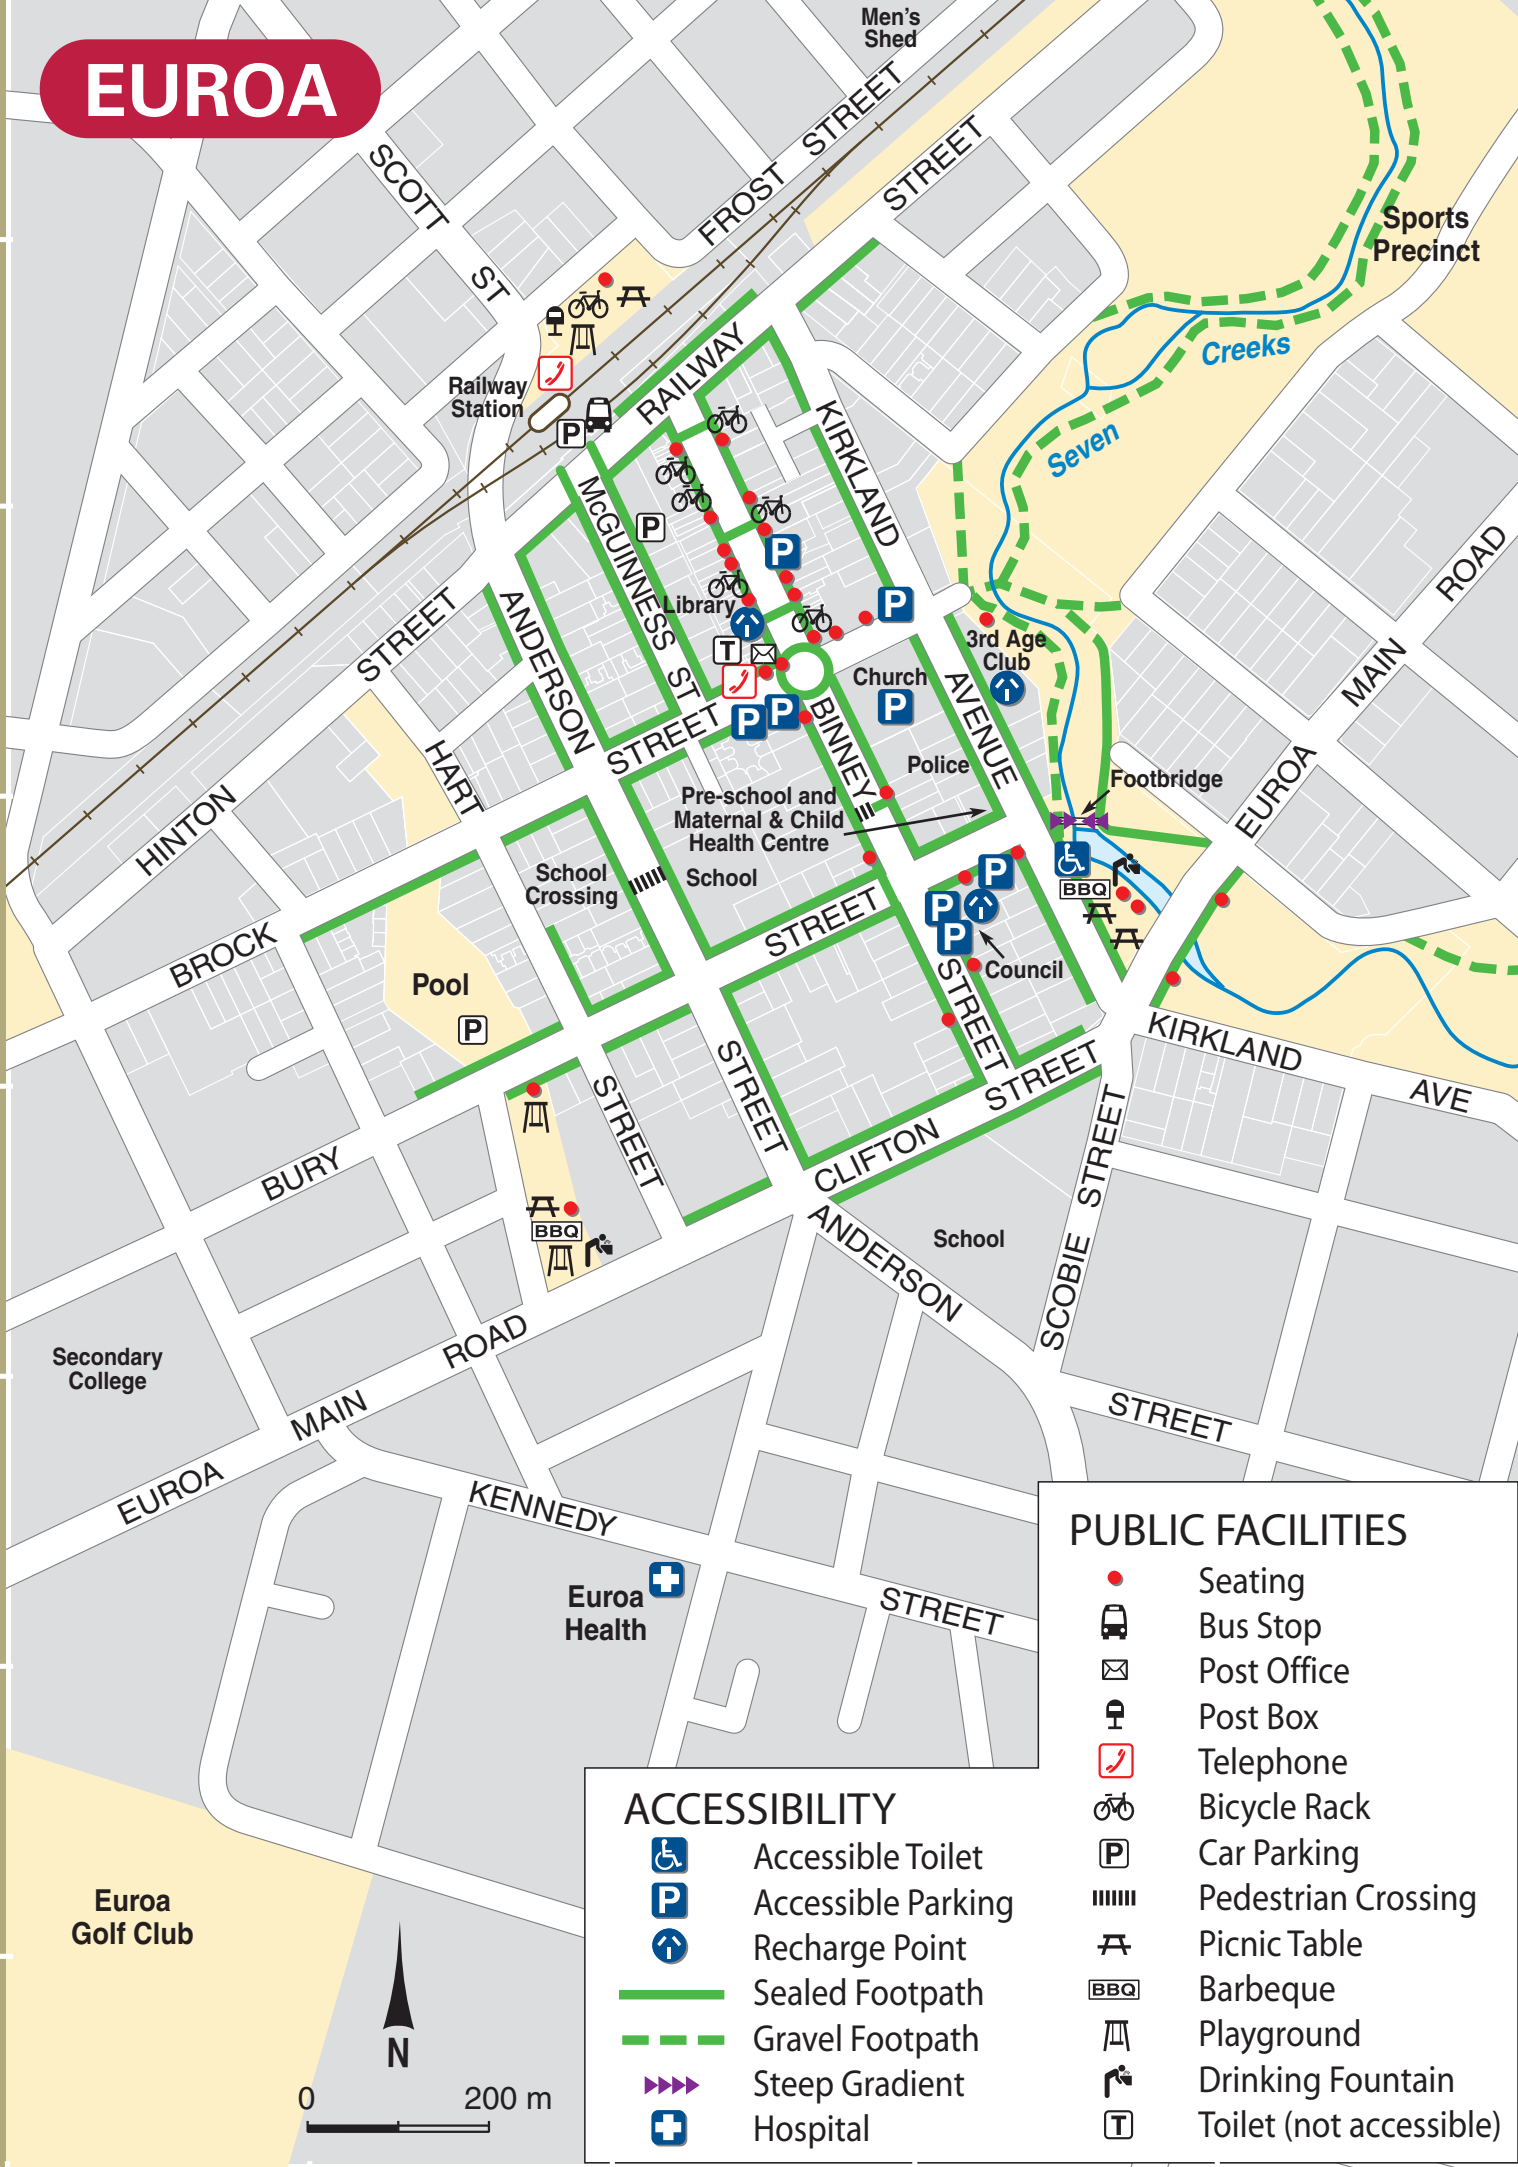 EUROA
Men's
Shed
SCOTT
ST
FROST STREET
STREET
Sports
Precinct
Creeks
Seven
Railway
Station
P
RAILWAY
KIRKLAND
McGUINNESS ST
P
P
P
Library
T
ANDERSON
STREET
3rd Age
Club
Church
P
P
P
AVENUE
BINNEY
STREET
HART
HINTON
Police
Footbridge
Pre-school and
Maternal & Child
Health Centre
EUROA
MAIN
ROAD
School
Crossing
School
P
P
P
BBQ
BROCK
STREET
Council
STREET
Pool
P
KIRKLAND
AVE
STREET
STREET
STREET
CLIFTON
BURY
BBQ
ANDERSON
School
SCOBIE STREET
Secondary
College
EUROA
MAIN
ROAD
STREET
KENNEDY
STREET
Euroa
Health
Euroa
Golf Club
N
0 200 m
ACCESSIBILITY
Accessible Toilet
P Accessible Parking
Recharge Point
Sealed Footpath
Gravel Footpath
Steep Gradient
Hospital
PUBLIC FACILITIES
Seating
Bus Stop
Post Office
Post Box
Telephone
Bicycle Rack
P Car Parking
Pedestrian Crossing
Picnic Table
BBQ Barbeque
Playground
Drinking Fountain
T Toilet (not accessible)